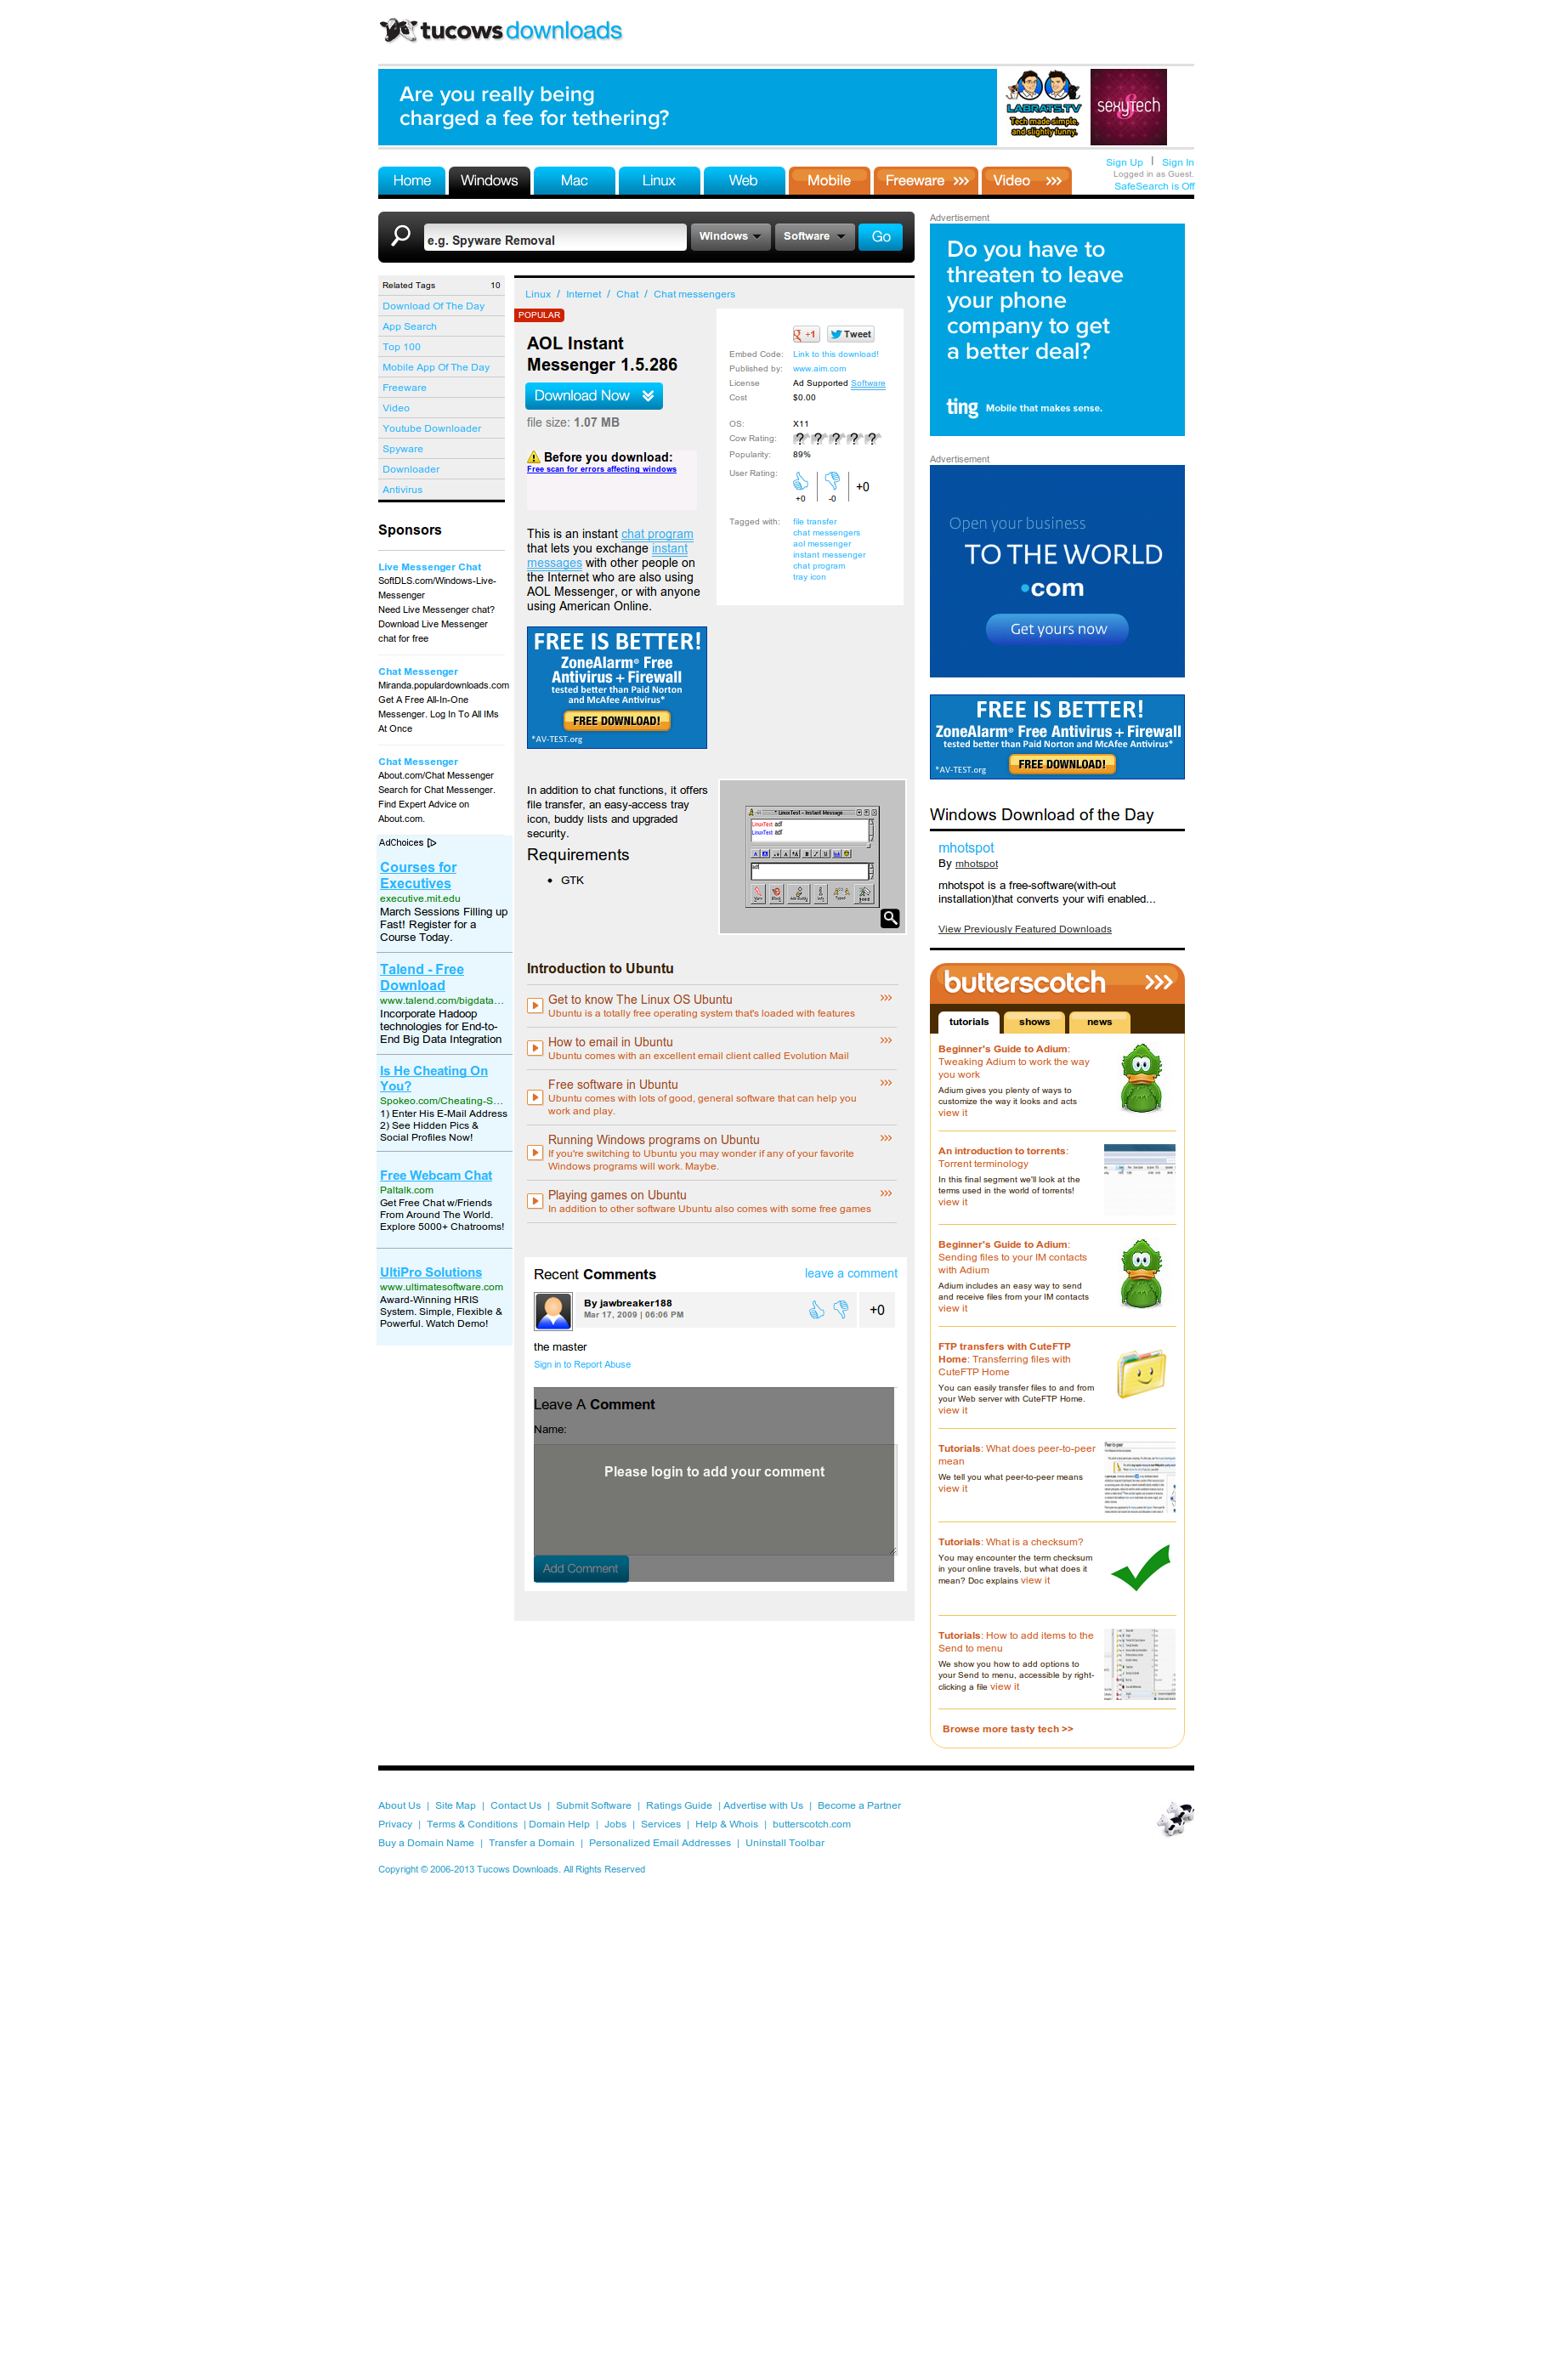 tucows downloads
Are you really being
charged a fee for tethering?
LABRATS.TV
Tech made simple,
and slightly funny.
sexytech
Sign Up | Sign In
Logged in as Guest.
SafeSearch is Off
Home Windows Mac Linux Web Mobile Freeware >>> Video >>>
e.g. Spyware Removal Windows Software Go
Related Tags 10
Download Of The Day
App Search
Top 100
Mobile App Of The Day
Freeware
Video
Youtube Downloader
Spyware
Downloader
Antivirus
Sponsors
Live Messenger Chat
SoftDLS.com/Windows-Live-
Messenger
Need Live Messenger chat?
Download Live Messenger
chat for free
Chat Messenger
Miranda.populardownloads.com
Get A Free All-In-One
Messenger. Log In To All IMs
At Once
Chat Messenger
About.com/Chat Messenger
Search for Chat Messenger.
Find Expert Advice on
About.com.
AdChoices
Courses for
Executives
executive.mit.edu
March Sessions Filling up
Fast! Register for a
Course Today.
Talend - Free
Download
www.talend.com/bigdata...
Incorporate Hadoop
technologies for End-to-
End Big Data Integration
Is He Cheating On
You?
Spokeo.com/Cheating-S...
1) Enter His E-Mail Address
2) See Hidden Pics &
Social Profiles Now!
Free Webcam Chat
Paltalk.com
Get Free Chat w/Friends
From Around The World.
Explore 5000+ Chatrooms!
UltiPro Solutions
www.ultimatesoftware.com
Award-Winning HRIS
System. Simple, Flexible &
Powerful. Watch Demo!
Linux / Internet / Chat / Chat messengers
POPULAR
AOL Instant
Messenger 1.5.286
Download Now
file size: 1.07 MB
Before you download:
Free scan for errors affecting windows
This is an instant chat program
that lets you exchange instant
messages with other people on
the Internet who are also using
AOL Messenger, or with anyone
using American Online.
+1 Tweet
Embed Code: Link to this download!
Published by: www.aim.com
License Ad Supported Software
Cost $0.00
OS: X11
Cow Rating: ? ? ? ? ?
Popularity: 89%
User Rating: +0 -0 +0
Tagged with: file transfer
chat messengers
aol messenger
instant messenger
chat program
tray icon
FREE IS BETTER!
ZoneAlarm® Free
Antivirus + Firewall
tested better than Paid Norton
and McAfee Antivirus*
FREE DOWNLOAD!
*AV-TEST.org
In addition to chat functions, it offers
file transfer, an easy-access tray
icon, buddy lists and upgraded
security.
Requirements
• GTK
* LinuxTest - Instant Message
LinuxTest: adf
LinuxTest: adf
adf
Introduction to Ubuntu
Get to know The Linux OS Ubuntu >>>
Ubuntu is a totally free operating system that's loaded with features
How to email in Ubuntu >>>
Ubuntu comes with an excellent email client called Evolution Mail
Free software in Ubuntu >>>
Ubuntu comes with lots of good, general software that can help you
work and play.
Running Windows programs on Ubuntu >>>
If you're switching to Ubuntu you may wonder if any of your favorite
Windows programs will work. Maybe.
Playing games on Ubuntu >>>
In addition to other software Ubuntu also comes with some free games
Recent Comments leave a comment
By jawbreaker188
Mar 17, 2009 | 06:06 PM
+0
the master
Sign in to Report Abuse
Leave A Comment
Name:
Please login to add your comment
Add Comment
Advertisement
Do you have to
threaten to leave
your phone
company to get
a better deal?
ting Mobile that makes sense.
Advertisement
Open your business
TO THE WORLD
•com
Get yours now
FREE IS BETTER!
ZoneAlarm® Free Antivirus + Firewall
tested better than Paid Norton and McAfee Antivirus*
*AV-TEST.org FREE DOWNLOAD!
Windows Download of the Day
mhotspot
By mhotspot
mhotspot is a free-software(with-out
installation)that converts your wifi enabled...
View Previously Featured Downloads
butterscotch >>>
tutorials shows news
Beginner's Guide to Adium:
Tweaking Adium to work the way
you work
Adium gives you plenty of ways to
customize the way it looks and acts
view it
An introduction to torrents:
Torrent terminology
In this final segment we'll look at the
terms used in the world of torrents!
view it
Beginner's Guide to Adium:
Sending files to your IM contacts
with Adium
Adium includes an easy way to send
and receive files from your IM contacts
view it
FTP transfers with CuteFTP
Home: Transferring files with
CuteFTP Home
You can easily transfer files to and from
your Web server with CuteFTP Home.
view it
Tutorials: What does peer-to-peer
mean
We tell you what peer-to-peer means
view it
Peer-to-peer
Tutorials: What is a checksum?
You may encounter the term checksum
in your online travels, but what does it
mean? Doc explains view it
Tutorials: How to add items to the
Send to menu
We show you how to add options to
your Send to menu, accessible by right-
clicking a file view it
Browse more tasty tech >>
About Us | Site Map | Contact Us | Submit Software | Ratings Guide | Advertise with Us | Become a Partner
Privacy | Terms & Conditions | Domain Help | Jobs | Services | Help & Whois | butterscotch.com
Buy a Domain Name | Transfer a Domain | Personalized Email Addresses | Uninstall Toolbar
Copyright © 2006-2013 Tucows Downloads. All Rights Reserved